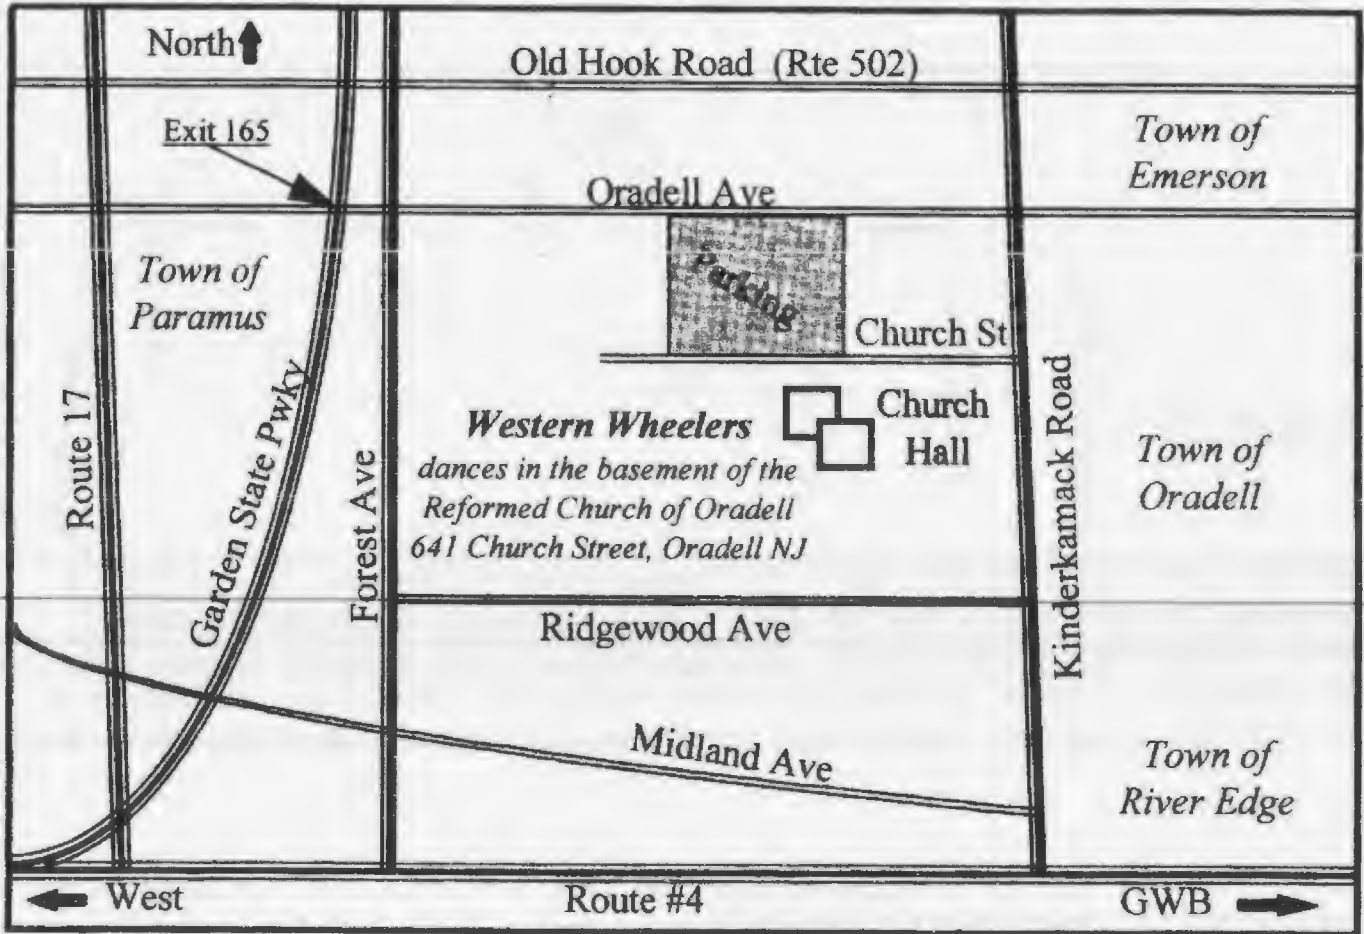 North
Old Hook Road (Rte 502)
Exit 165
Town of
Emerson
Oradell Ave
Town of
Paramus
Parking
Church St
Route 17
Garden State Pwky
Forest Ave
Western Wheelers
dances in the basement of the
Reformed Church of Oradell
641 Church Street, Oradell NJ
Church
Hall
Kinderkamack Road
Town of
Oradell
Ridgewood Ave
Midland Ave
Town of
River Edge
West
Route #4
GWB